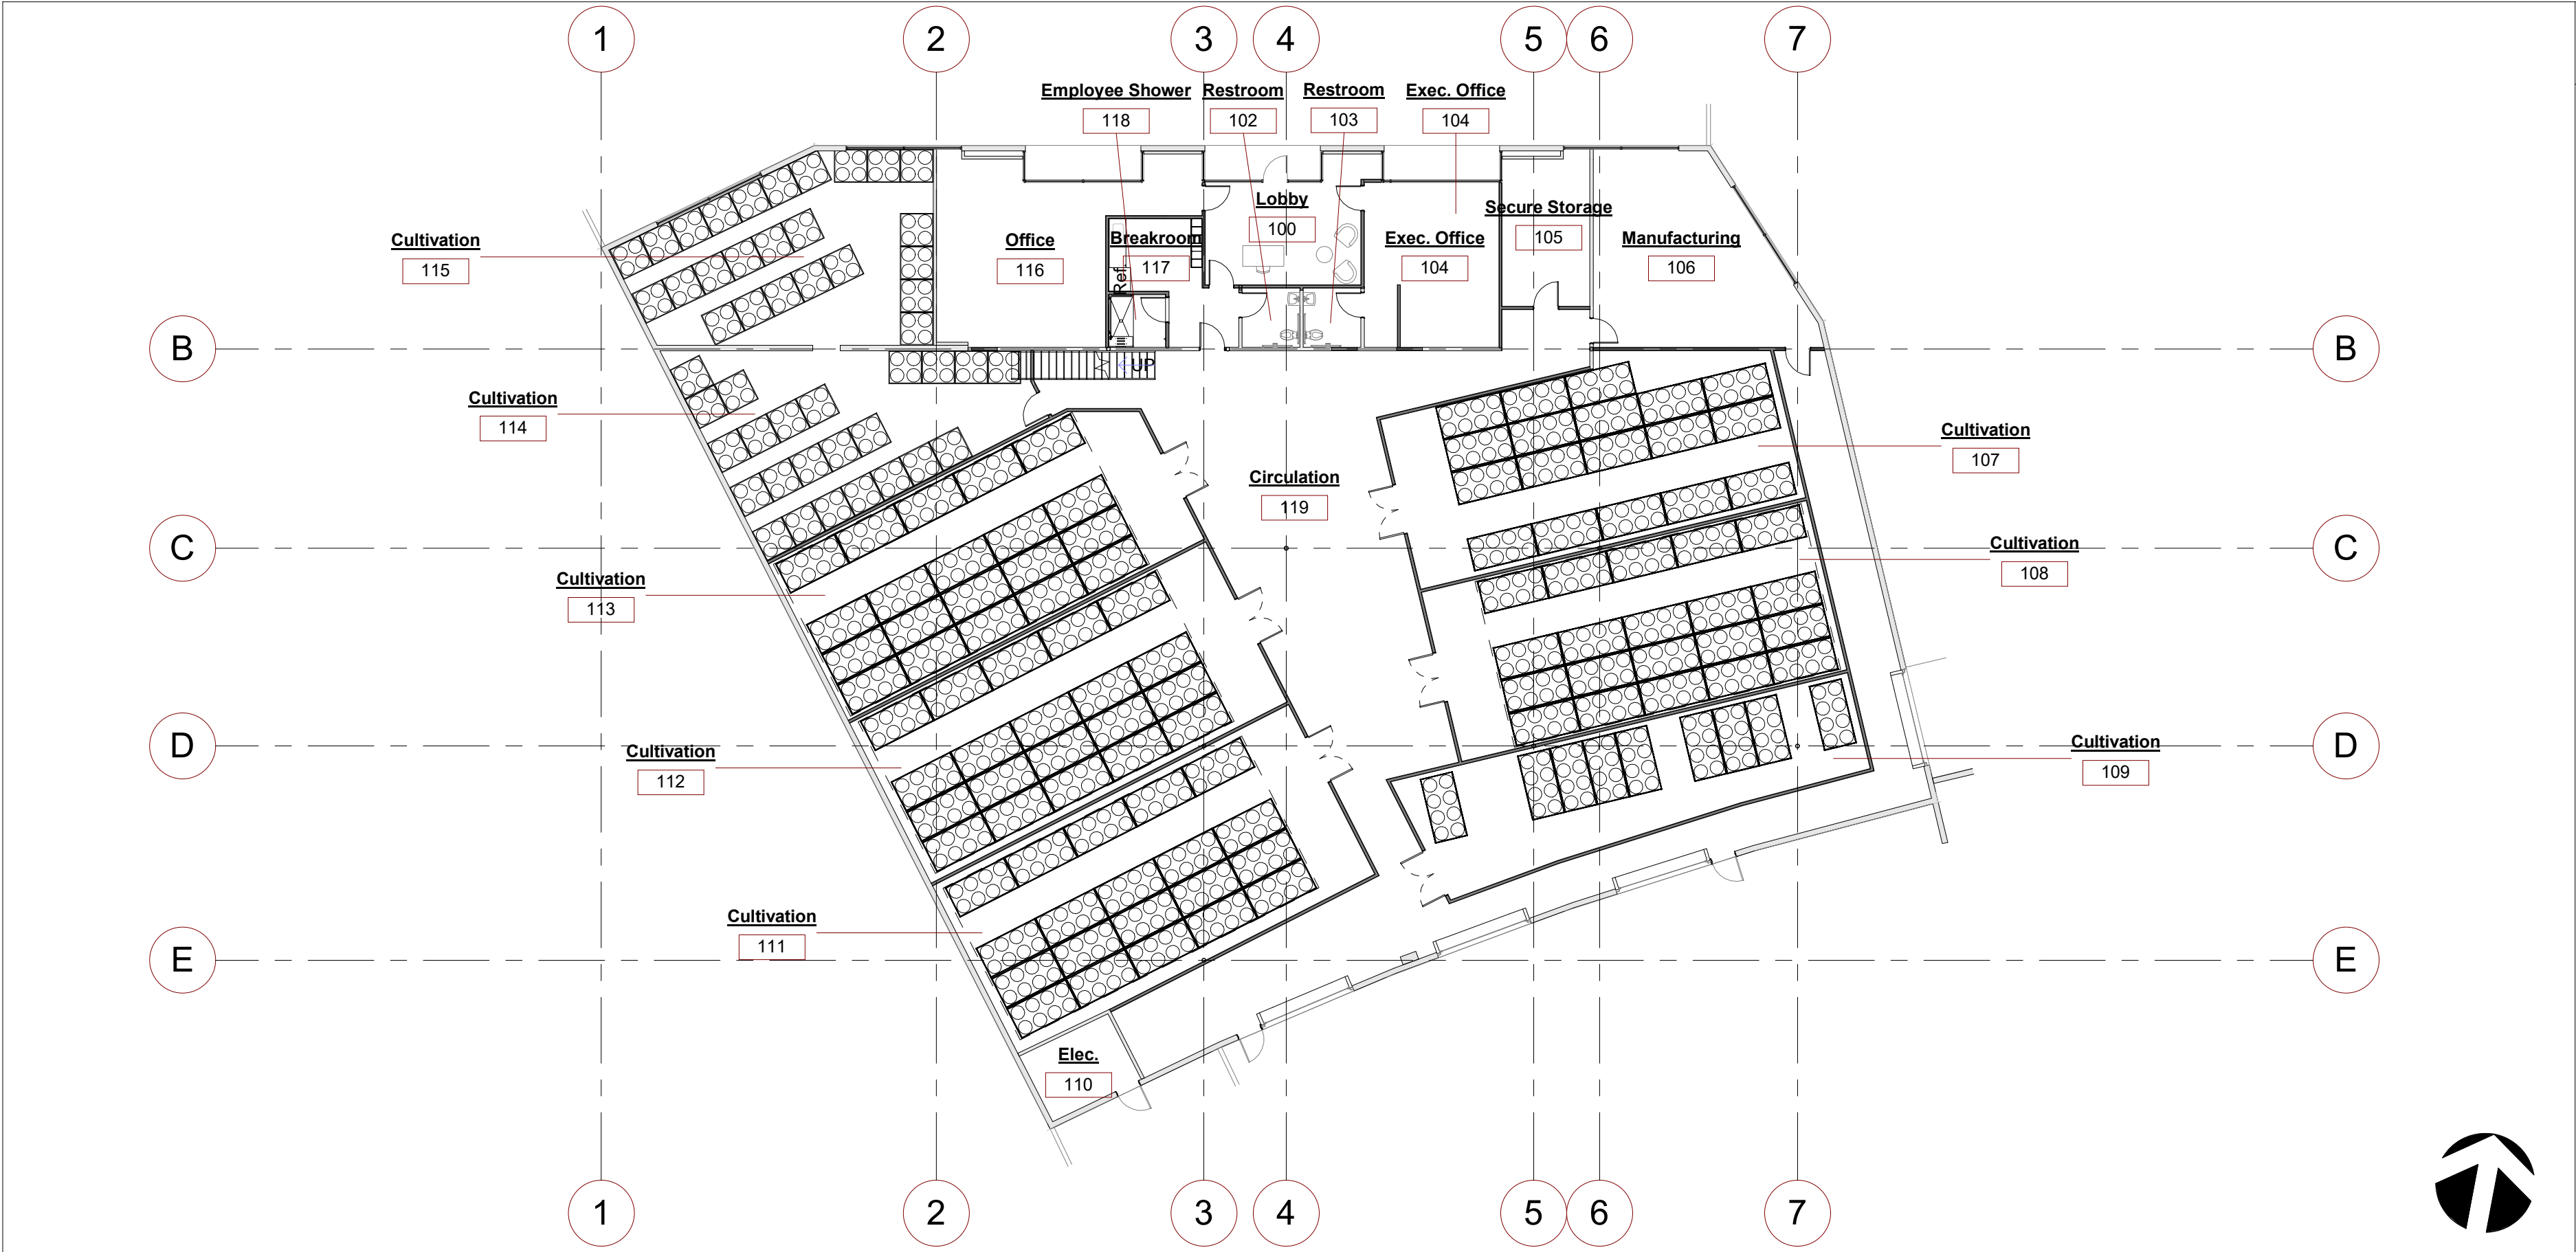 1 2 3 4 5 6 7
Employee Shower Restroom Restroom Exec. Office
118 102 103 104
Lobby
100
Secure Storage
105
Cultivation
115
Office
116
Breakroom
117
Ref.
Exec. Office
104
Manufacturing
106
B B
UP
Cultivation
114
Cultivation
107
Circulation
119
C C
Cultivation
108
Cultivation
113
D D
Cultivation
112
Cultivation
109
Cultivation
111
E E
Elec.
110
1 2 3 4 5 6 7